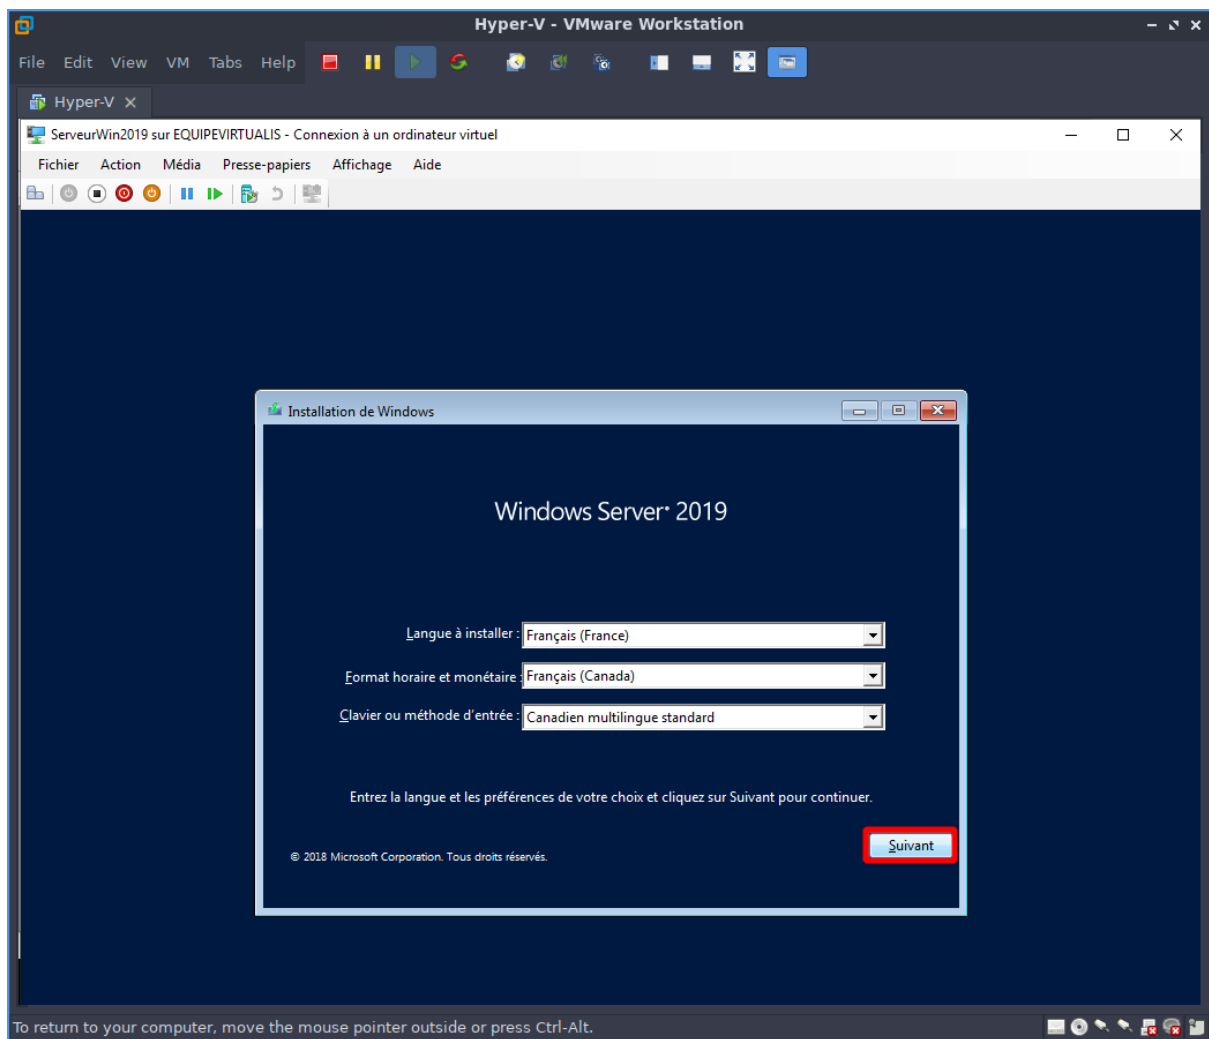 Hyper-V - VMware Workstation
File Edit View VM Tabs Help
Hyper-V
ServeurWin2019 sur EQUIPEVIRTUALIS - Connexion à un ordinateur virtuel
Fichier Action Média Presse-papiers Affichage Aide
Installation de Windows
Windows Server® 2019
Langue à installer : Français (France)
Format horaire et monétaire : Français (Canada)
Clavier ou méthode d'entrée : Canadien multilingue standard
Entrez la langue et les préférences de votre choix et cliquez sur Suivant pour continuer.
Suivant
© 2018 Microsoft Corporation. Tous droits réservés.
To return to your computer, move the mouse pointer outside or press Ctrl-Alt.